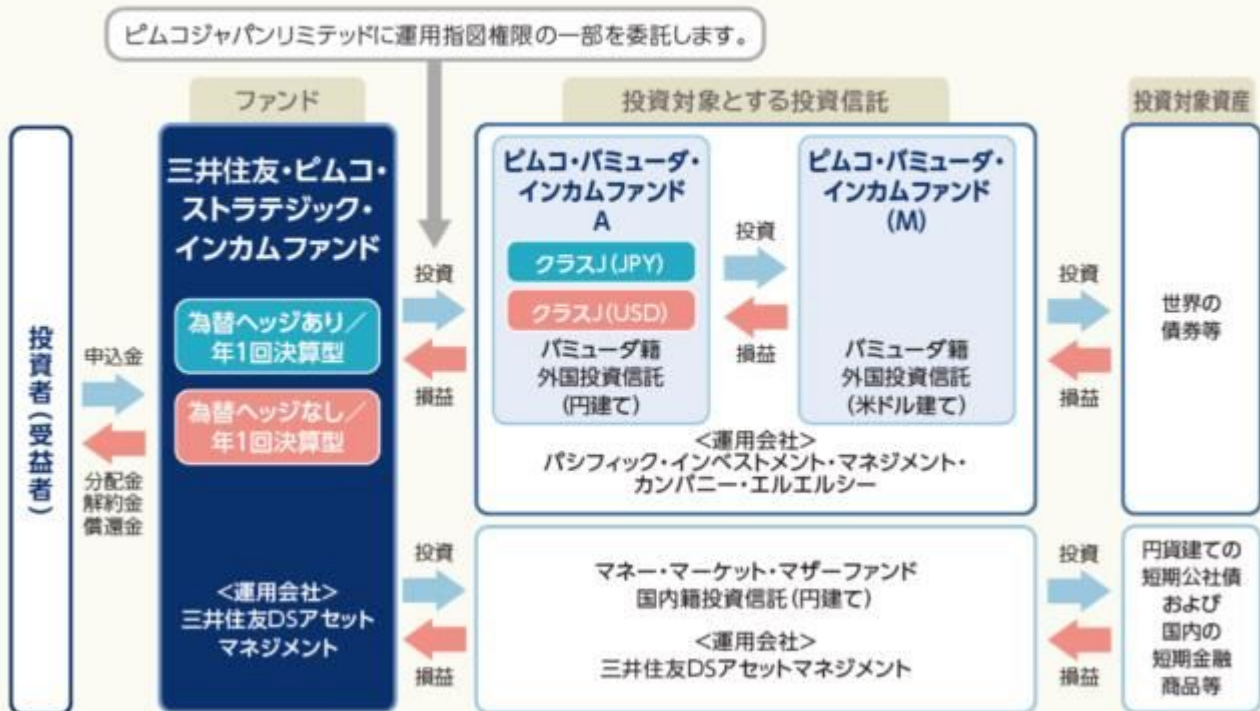 ピムコジャパンリミテッドに運用指図権限の一部を委託します。
ファンド
投資対象とする投資信託
投資対象資産
投資者(受益者)
申込金
分配金
解約金
償還金
三井住友・ピムコ・
ストラテジック・
インカムファンド
為替ヘッジあり/
年1回決算型
為替ヘッジなし/
年1回決算型
<運用会社>
三井住友DSアセット
マネジメント
投資
損益
ピムコ・バミューダ・
インカムファンド
A
クラスJ(JPY)
クラスJ(USD)
バミューダ籍
外国投資信託
(円建て)
投資
損益
ピムコ・バミューダ・
インカムファンド
(M)
バミューダ籍
外国投資信託
(米ドル建て)
<運用会社>
パシフィック・インベストメント・マネジメント・
カンパニー・エルエルシー
投資
損益
世界の
債券等
投資
損益
マネー・マーケット・マザーファンド
国内籍投資信託(円建て)
<運用会社>
三井住友DSアセットマネジメント
投資
損益
円貨建ての
短期公社債
および
国内の
短期金融
商品等